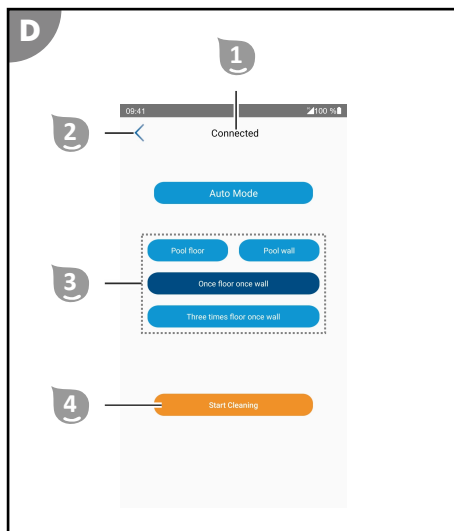 D
1
09:41 100 %
2
Connected
Auto Mode
Pool floor Pool wall
3
Once floor once wall
Three times floor once wall
4
Start Cleaning